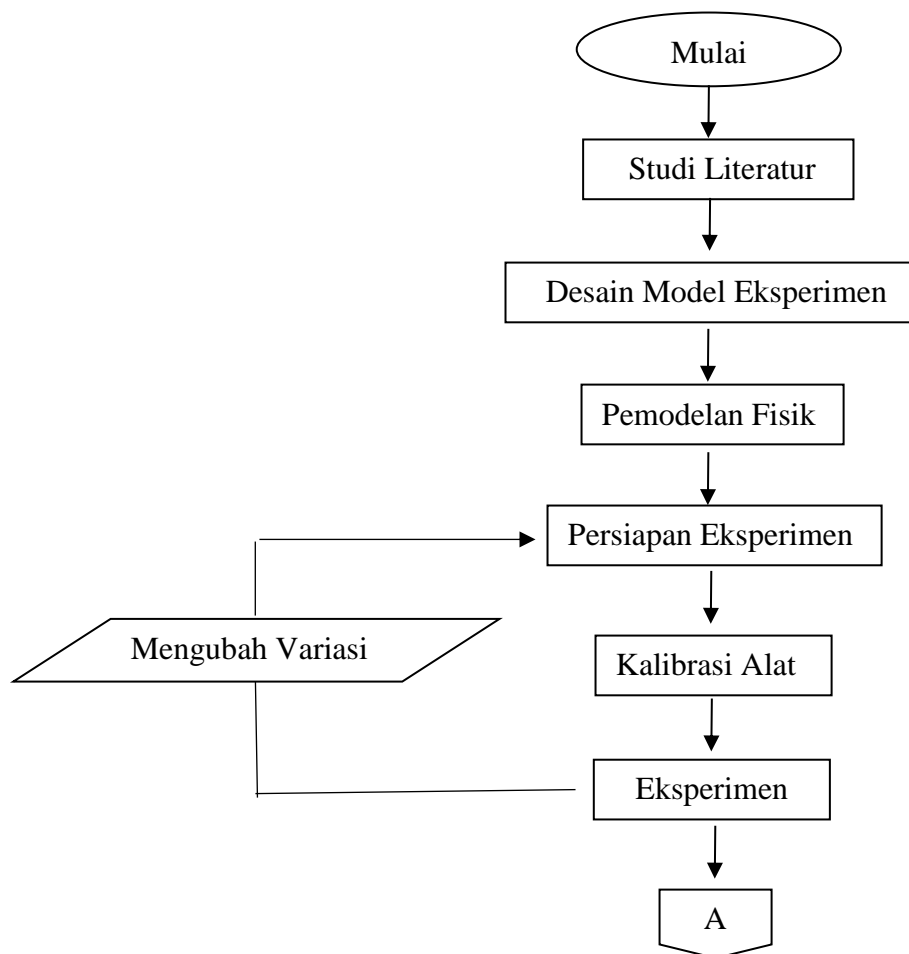 Mulai
Studi Literatur
Desain Model Eksperimen
Pemodelan Fisik
Persiapan Eksperimen
Mengubah Variasi
Kalibrasi Alat
Eksperimen
A